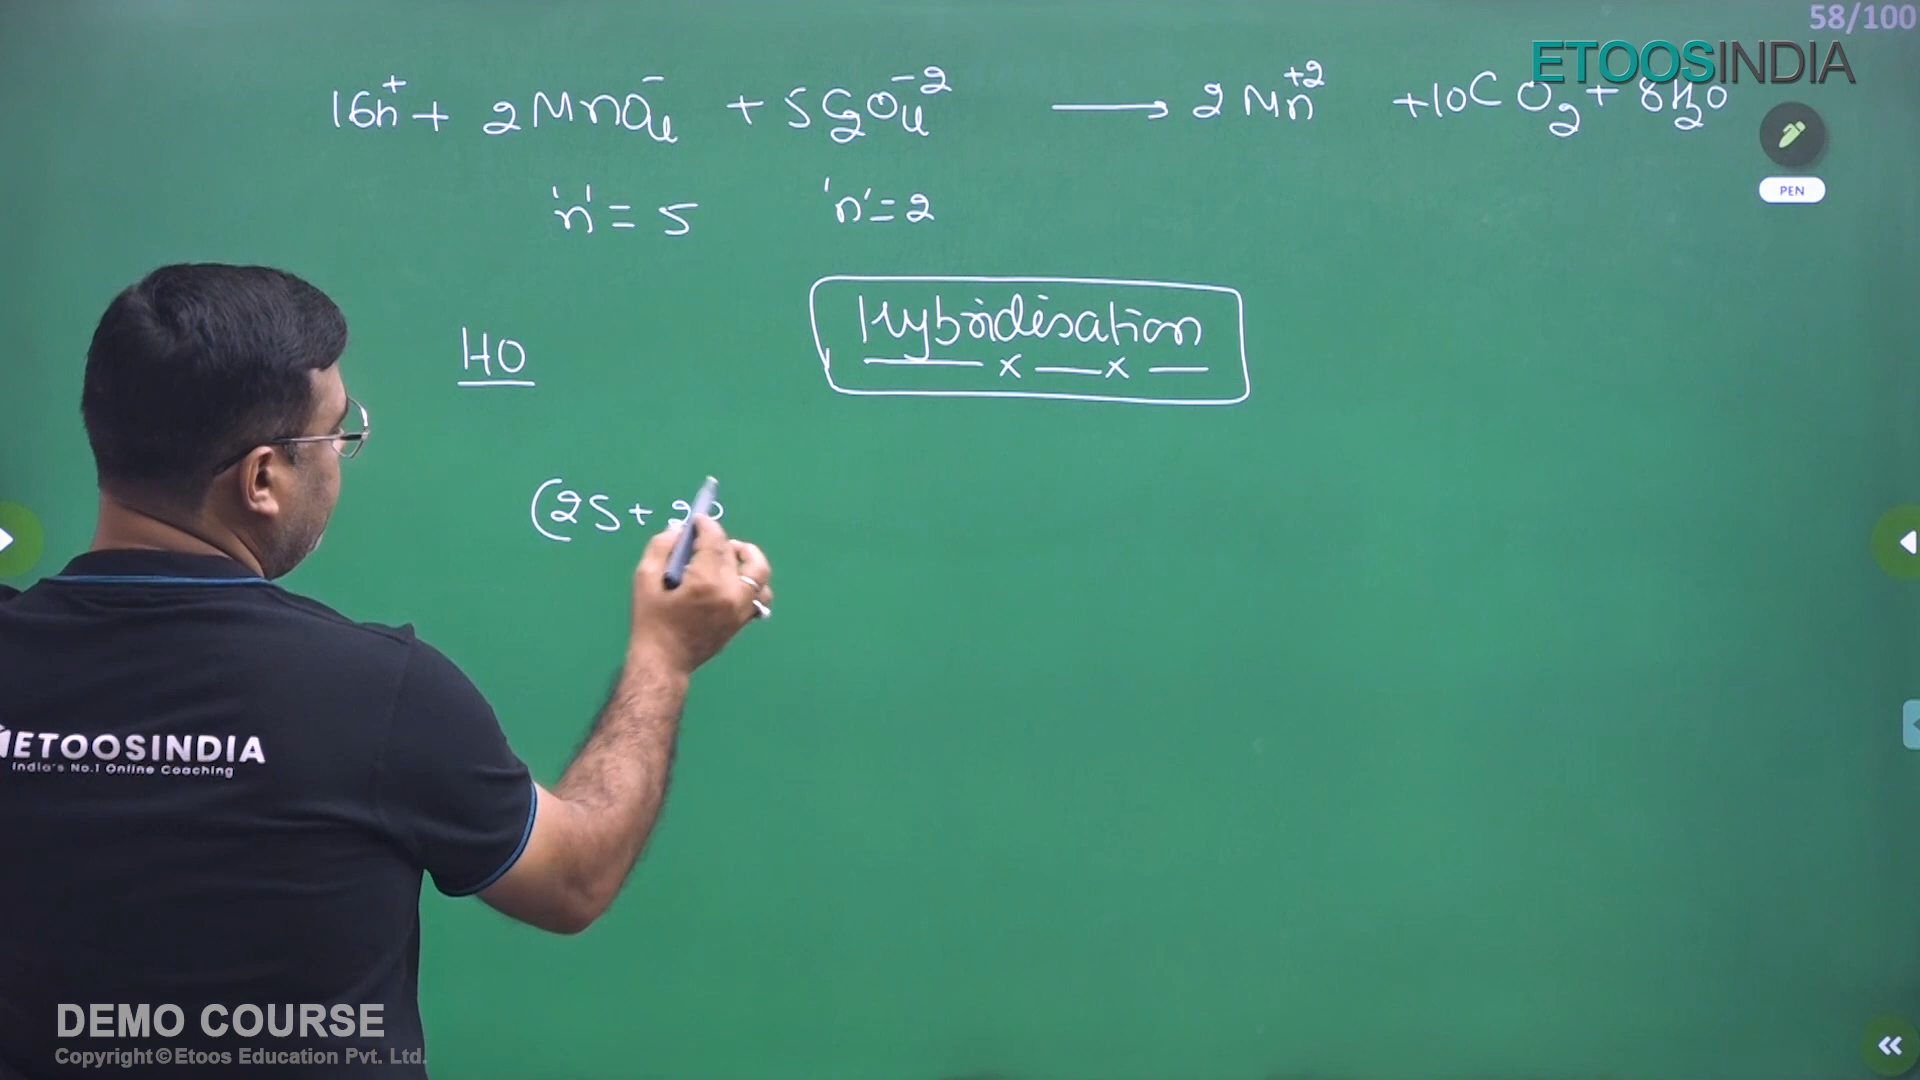 58/100
ETOOSINDIA
16H⁺ + 2MnO₄⁻ + 5C₂O₄⁻² ⟶ 2Mn⁺² + 10CO₂ + 8H₂O
PEN
'n' = 5 'n' = 2
Hybridisation
HO
(2S + 2P
ETOOSINDIA
India's No.1 Online Coaching
DEMO COURSE
Copyright © Etoos Education Pvt. Ltd.